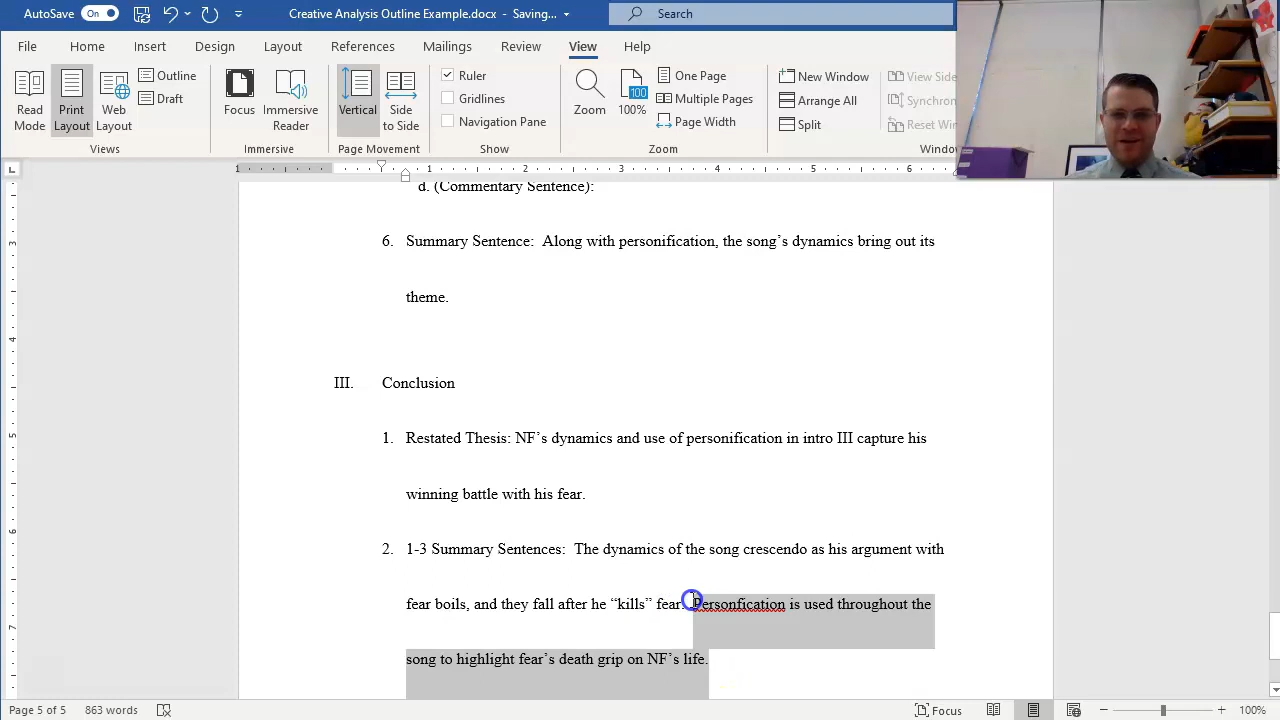 AutoSave On Creative Analysis Outline Example.docx - Saving... Search
File Home Insert Design Layout References Mailings Review View Help
Read Mode Print Layout Web Layout Outline Draft Views
Focus Immersive Reader Immersive
Vertical Side to Side Page Movement
Ruler Gridlines Navigation Pane Show
Zoom 100% One Page Multiple Pages Page Width Zoom
New Window Arrange All Split View Side Synchron Reset Win Window
d. (Commentary Sentence):
6. Summary Sentence: Along with personification, the song’s dynamics bring out its
theme.
III. Conclusion
1. Restated Thesis: NF’s dynamics and use of personification in intro III capture his
winning battle with his fear.
2. 1-3 Summary Sentences: The dynamics of the song crescendo as his argument with
fear boils, and they fall after he “kills” fear. Personfication is used throughout the
song to highlight fear’s death grip on NF’s life.
Page 5 of 5 863 words Focus 100%